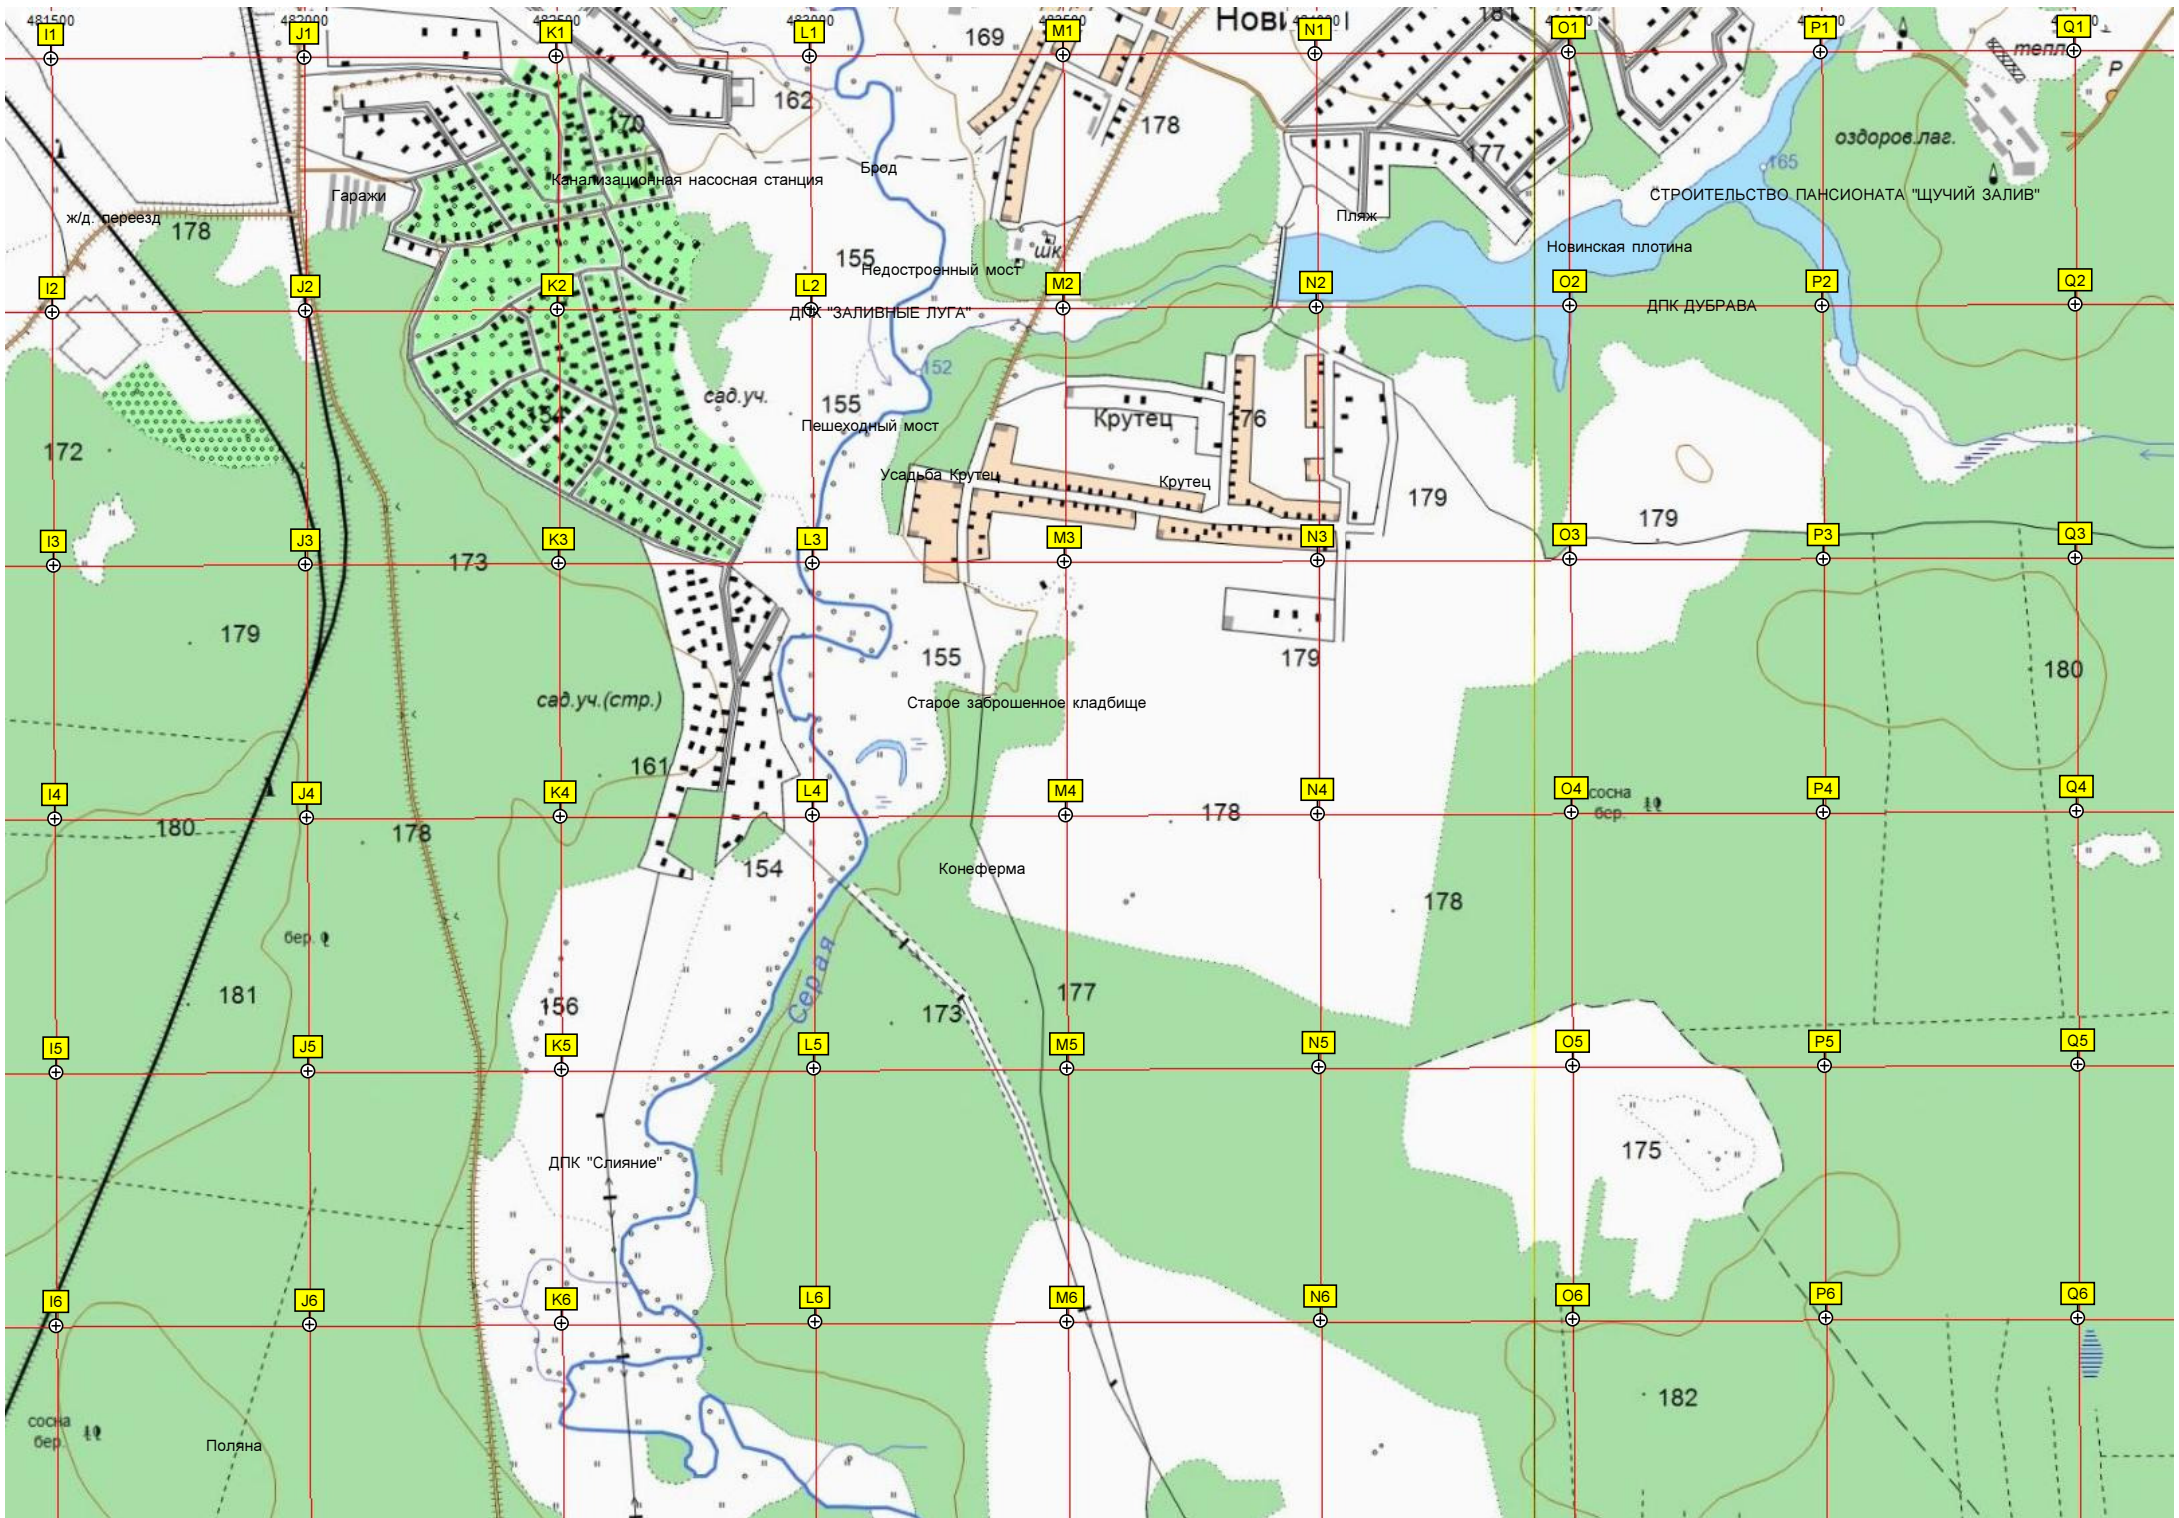 481500
482000
I1
J1
K1
L1
M1
N1
O1
P1
Q1
169
тепл
Р
162
170
178
177
оздоров.лаг.
165
Брод
Канализационная насосная станция
Гаражи
СТРОИТЕЛЬСТВО ПАНСИОНАТА "ЩУЧИЙ ЗАЛИВ"
Пляж
ж/д. переезд
178
Новинская плотина
шк.
155
Недостроенный мост
I2
J2
K2
L2
M2
N2
O2
P2
Q2
ДПК "ЗАЛИВНЫЕ ЛУГА"
ДПК ДУБРАВА
152
сад.уч.
155
Крутец
176
Пешеходный мост
172
Усадьба Крутец
Крутец
179
179
I3
J3
K3
L3
M3
N3
O3
P3
Q3
173
179
155
179
180
сад.уч.(стр.)
Старое заброшенное кладбище
161
I4
J4
K4
L4
M4
N4
O4
P4
Q4
сосна
бер.
180
178
178
154
Конеферма
178
бер.
181
156
Серая
173
177
I5
J5
K5
L5
M5
N5
O5
P5
Q5
175
ДПК "Слияние"
I6
J6
K6
L6
M6
N6
O6
P6
Q6
182
сосна
бер.
Поляна